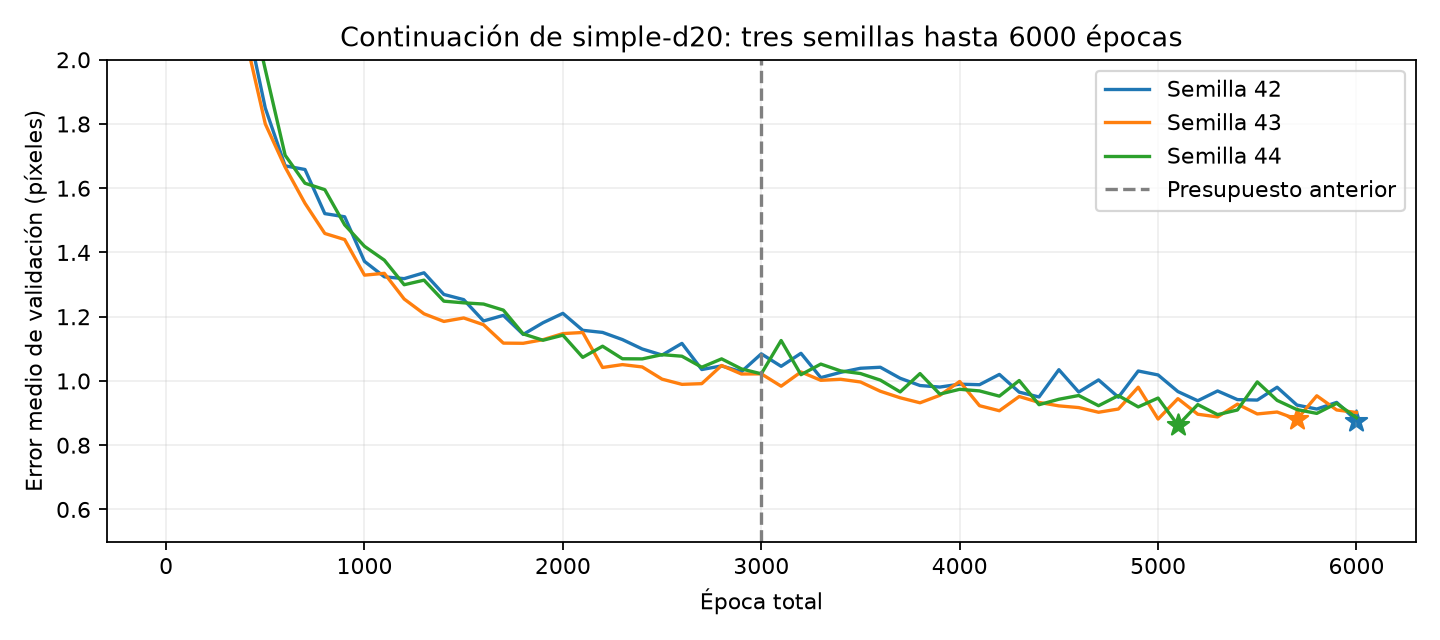 Continuación de simple-d20: tres semillas hasta 6000 épocas
Error medio de validación (píxeles)
2.0
1.8
1.6
1.4
1.2
1.0
0.8
0.6
Semilla 42
Semilla 43
Semilla 44
Presupuesto anterior
0 1000 2000 3000 4000 5000 6000
Época total